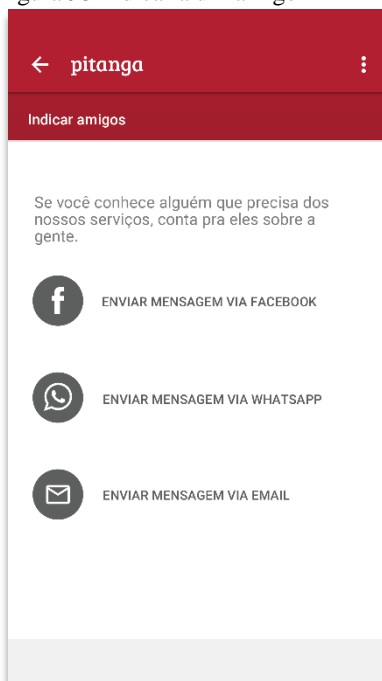 pitanga
Indicar amigos
Se você conhece alguém que precisa dos
nossos serviços, conta pra eles sobre a
gente.
ENVIAR MENSAGEM VIA FACEBOOK
ENVIAR MENSAGEM VIA WHATSAPP
ENVIAR MENSAGEM VIA EMAIL